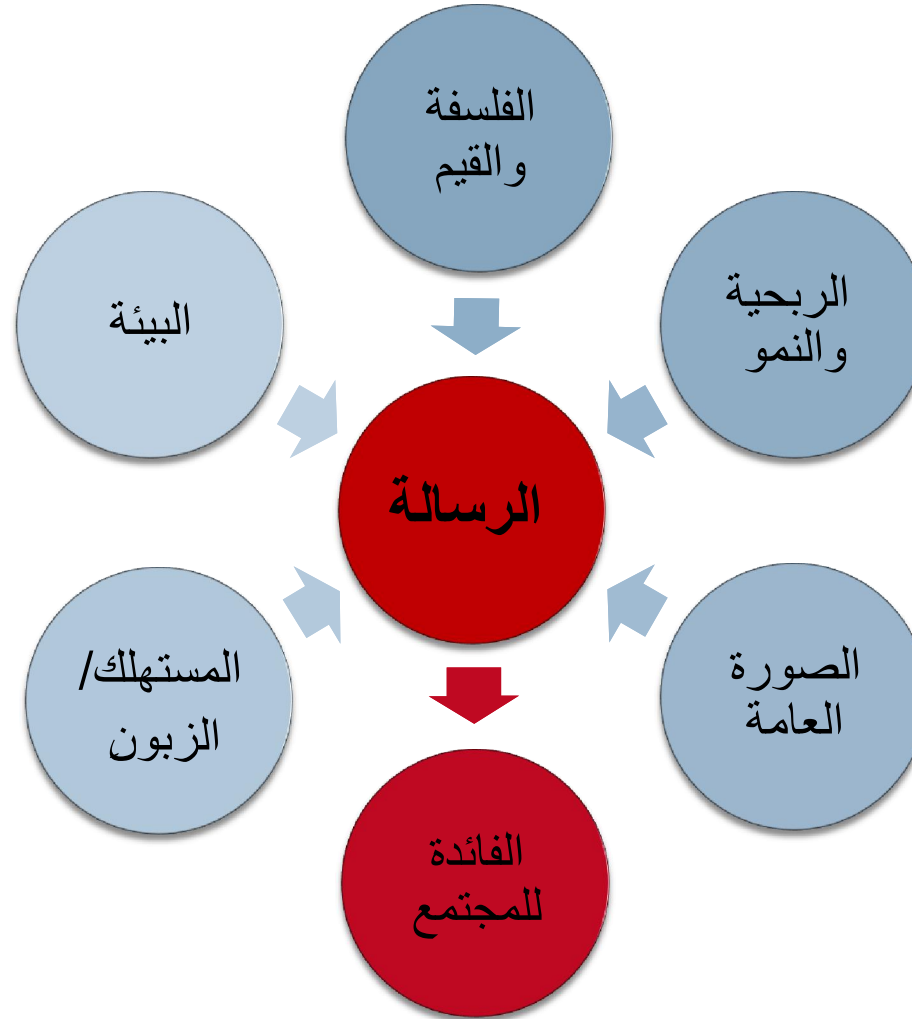 الفلسفة
والقيم
الربحية
والنمو
البيئة
الرسالة
الصورة
العامة
المستهلك/
الزبون
الفائدة
للمجتمع